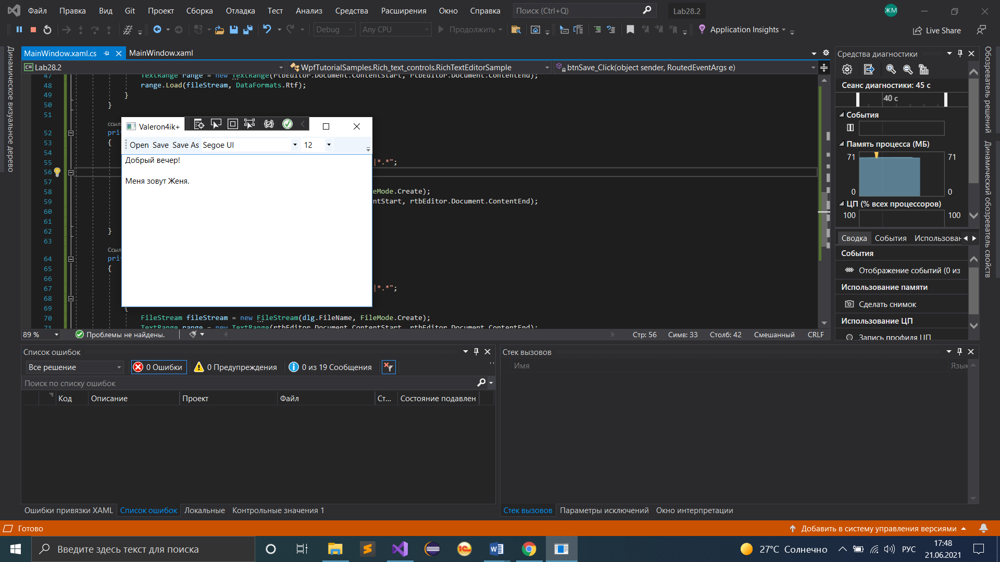 Файл Правка Вид Git Проект Сборка Отладка Тест Анализ Средства Расширения Окно Справка Поиск (Ctrl+Q) Lab28.2 ЖМ
Debug Any CPU Продолжить Application Insights Live Share
Динамическое визуальное дерево
MainWindow.xaml.cs MainWindow.xaml
Lab28.2 WpfTutorialSamples.Rich_text_controls.RichTextEditorSample btnSave_Click(object sender, RoutedEventArgs e)
47 TextRange range = new TextRange(rtbEditor.Document.ContentStart, rtbEditor.Document.ContentEnd);
48 range.Load(fileStream, DataFormats.Rtf);
49 }
50 }
51
ссыл
52 pri
53 {
54
55 |*.*";
56
57
58 eMode.Create);
59 ntStart, rtbEditor.Document.ContentEnd);
60
61
62 }
63
Ссыл
64 pri
65 {
66
67 |*.*";
68
69 {
70 FileStream fileStream = new FileStream(dlg.FileName, FileMode.Create);
71 TextRange range = new TextRange(rtbEditor.Document.ContentStart, rtbEditor.Document.ContentEnd);
Valeron4ik+
Open Save Save As Segoe UI 12
Добрый вечер!
Меня зовут Женя.
89 % Проблемы не найдены. Стр: 56 Симв: 33 Столб: 42 Смешанный CRLF
Средства диагностики
Сеанс диагностики: 45 с
40 с
События
Память процесса (МБ)
71 71
0 0
ЦП (% всех процессоров)
100 100
Сводка События Использован
События
Отображение событий (0 из
Использование памяти
Сделать снимок
Использование ЦП
Запись профиля ЦП
Обозреватель решений
Динамический обозреватель свойств
Список ошибок
Все решение 0 Ошибки 0 Предупреждения 0 из 19 Сообщения
Поиск по списку ошибок
Код Описание Проект Файл Ст... Состояние подавлен
Ошибки привязки XAML Список ошибок Локальные Контрольные значения 1
Стек вызовов
Имя Язык
Стек вызовов Параметры исключений Окно интерпретации
Готово Добавить в систему управления версиями
Введите здесь текст для поиска 27°C Солнечно РУС 17:48
21.06.2021